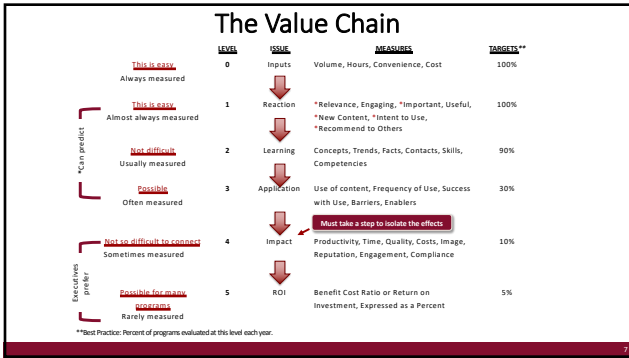 The Value Chain
LEVEL ISSUE MEASURES TARGETS**
This is easy 0 Inputs Volume, Hours, Convenience, Cost 100%
Always measured
This is easy 1 Reaction *Relevance, Engaging, *Important, Useful, 100%
Almost always measured *New Content, *Intent to Use,
*Recommend to Others
*Can predict
Not difficult 2 Learning Concepts, Trends, Facts, Contacts, Skills, 90%
Usually measured Competencies
Possible 3 Application Use of content, Frequency of Use, Success 30%
Often measured with Use, Barriers, Enablers
Must take a step to isolate the effects
Not so difficult to connect 4 Impact Productivity, Time, Quality, Costs, Image, 10%
Sometimes measured Reputation, Engagement, Compliance
Executives
prefer
Possible for many 5 ROI Benefit Cost Ratio or Return on 5%
programs Investment, Expressed as a Percent
Rarely measured
**Best Practice: Percent of programs evaluated at this level each year.
7